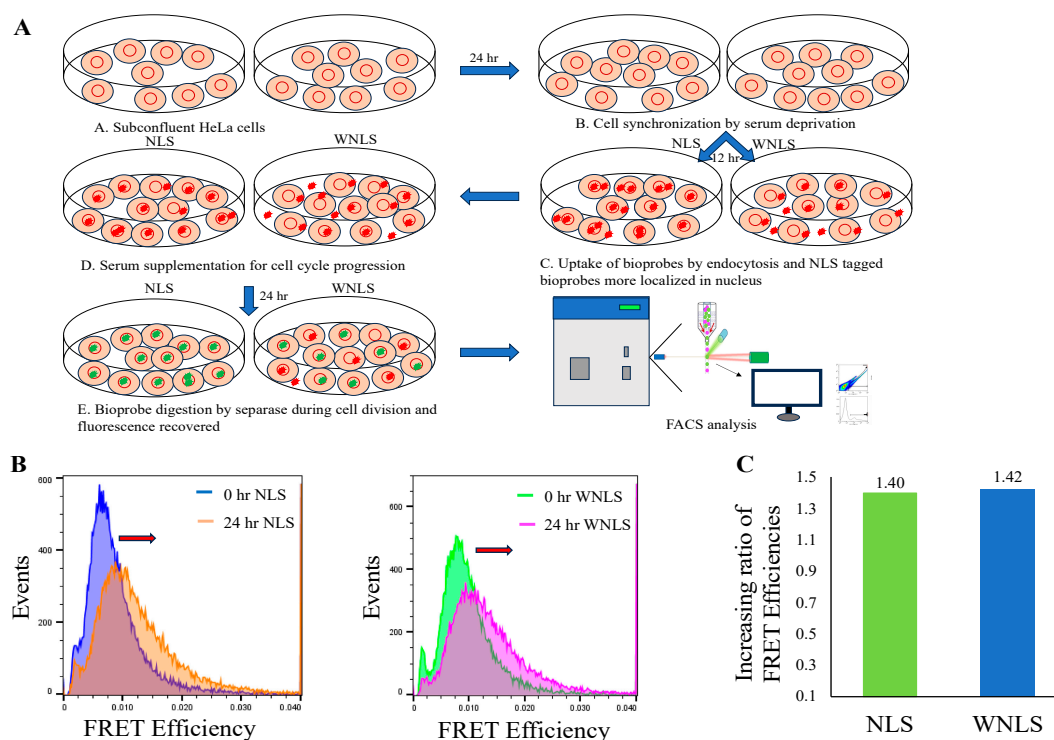 A
24 hr
A. Subconfluent HeLa cells
B. Cell synchronization by serum deprivation
NLS
WNLS
NLS
WNLS
12 hr
D. Serum supplementation for cell cycle progression
C. Uptake of bioprobes by endocytosis and NLS tagged
bioprobes more localized in nucleus
NLS
24 hr
WNLS
E. Bioprobe digestion by separase during cell division and
fluorescence recovered
FACS analysis
B
600
400
200
0
Events
0 hr NLS
24 hr NLS
0 0.010 0.020 0.030 0.040
FRET Efficiency
600
400
200
0
Events
0 hr WNLS
24 hr WNLS
0 0.010 0.020 0.030 0.040
FRET Efficiency
C
Increasing ratio of
FRET Efficiencies
1.5
1.3
1.1
0.9
0.7
0.5
0.3
0.1
1.40
1.42
NLS
WNLS